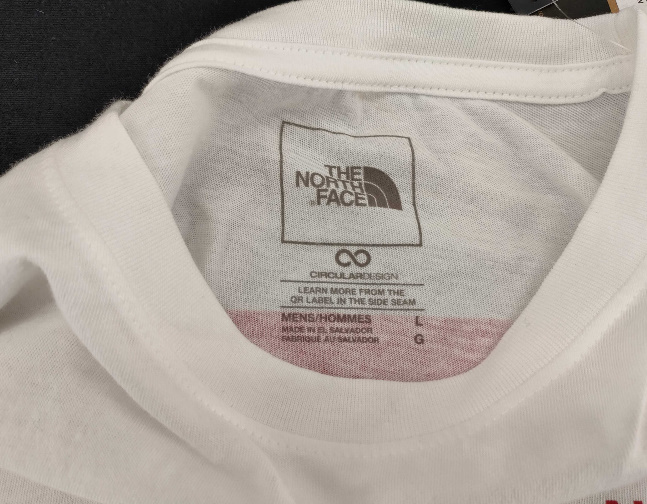 THE
NORTH
FACE
CIRCULARDESIGN
LEARN MORE FROM THE
QR LABEL IN THE SIDE SEAM
MENS/HOMMES L
MADE IN EL SALVADOR
FABRIQUÉ AU SALVADOR G